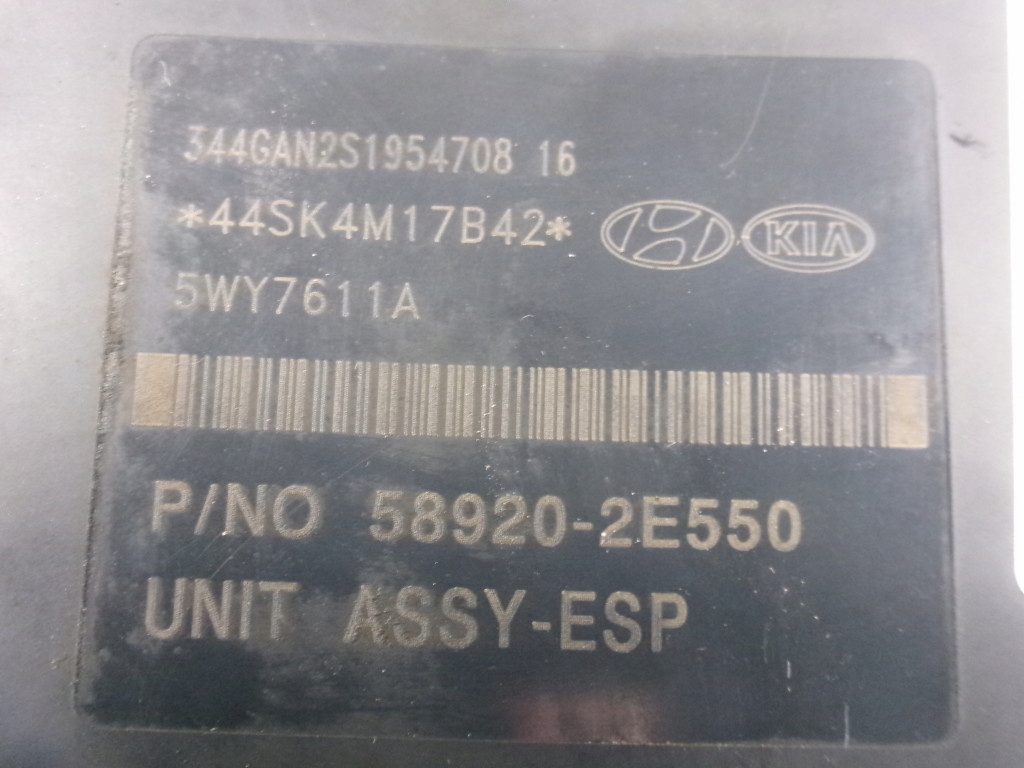 344GAN2S1954708 16
*44SK4M17B42*
KIA
5WY7611A
P/NO 58920-2E550
UNIT ASSY-ESP